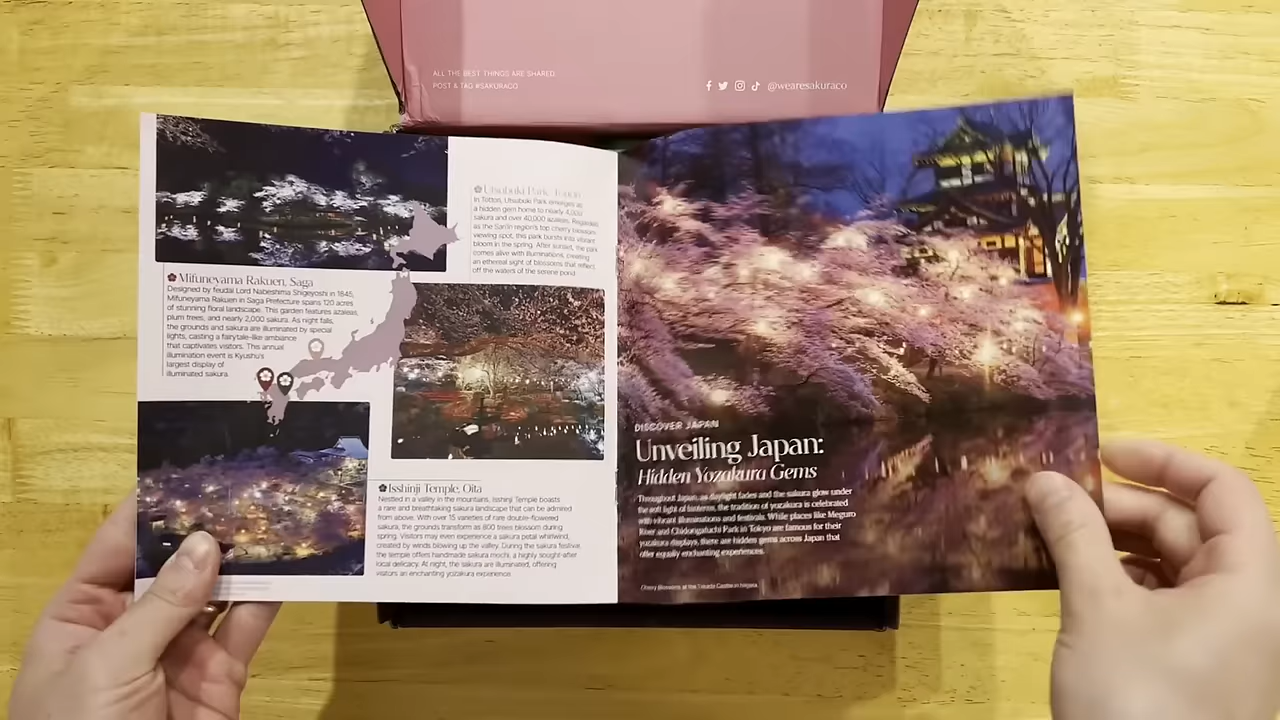 ALL THE BEST THINGS ARE SHARED
POST & TAG #SAKURACO
@wearesakuraco
Utsubuki Park, Tottori
In Tottori, Utsubuki Park emerges as
a hidden gem home to nearly 4,000
sakura and over 40,000 azaleas. Regarded
as the San'in region's top cherry blossom
viewing spot, this park bursts into vibrant
bloom in the spring. After sunset, the park
comes alive with illuminations, creating
an ethereal sight of blossoms that reflect
off the waters of the serene pond.
Mifuneyama Rakuen, Saga
Designed by feudal Lord Nabeshima Shigeyoshi in 1845,
Mifuneyama Rakuen in Saga Prefecture spans 120 acres
of stunning floral landscape. This garden features azaleas,
plum trees, and nearly 2,000 sakura. As night falls,
the grounds and sakura are illuminated by special
lights, casting a fairytale-like ambiance
that captivates visitors. This annual
illumination event is Kyushu's
largest display of
illuminated sakura.
Isshinji Temple, Oita
Nestled in a valley in the mountains, Isshinji Temple boasts
a rare and breathtaking sakura landscape that can be admired
from above. With over 15 varieties of rare double-flowered
sakura, the grounds transform as 800 trees blossom during
spring. Visitors may even experience a sakura petal whirlwind,
created by winds blowing up the valley. During the sakura festival,
the temple offers handmade sakura mochi, a highly sought-after
local delicacy. At night, the sakura are illuminated, offering
visitors an enchanting yozakura experience.
DISCOVER JAPAN
Unveiling Japan:
Hidden Yozakura Gems
Throughout Japan, as daylight fades and the sakura glow under
the soft light of lanterns, the tradition of yozakura is celebrated
with vibrant illuminations and festivals. While places like Meguro
River and Chidorigafuchi Park in Tokyo are famous for their
yozakura displays, there are hidden gems across Japan that
offer equally enchanting experiences.
Cherry Blossoms at the Takada Castle in Niigata.